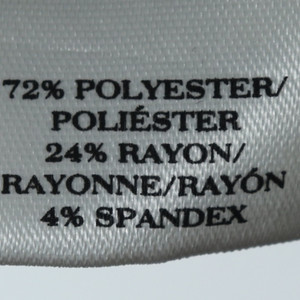 72% POLYESTER/
POLIÉSTER
24% RAYON/
RAYONNE/RAYÓN
4% SPANDEX